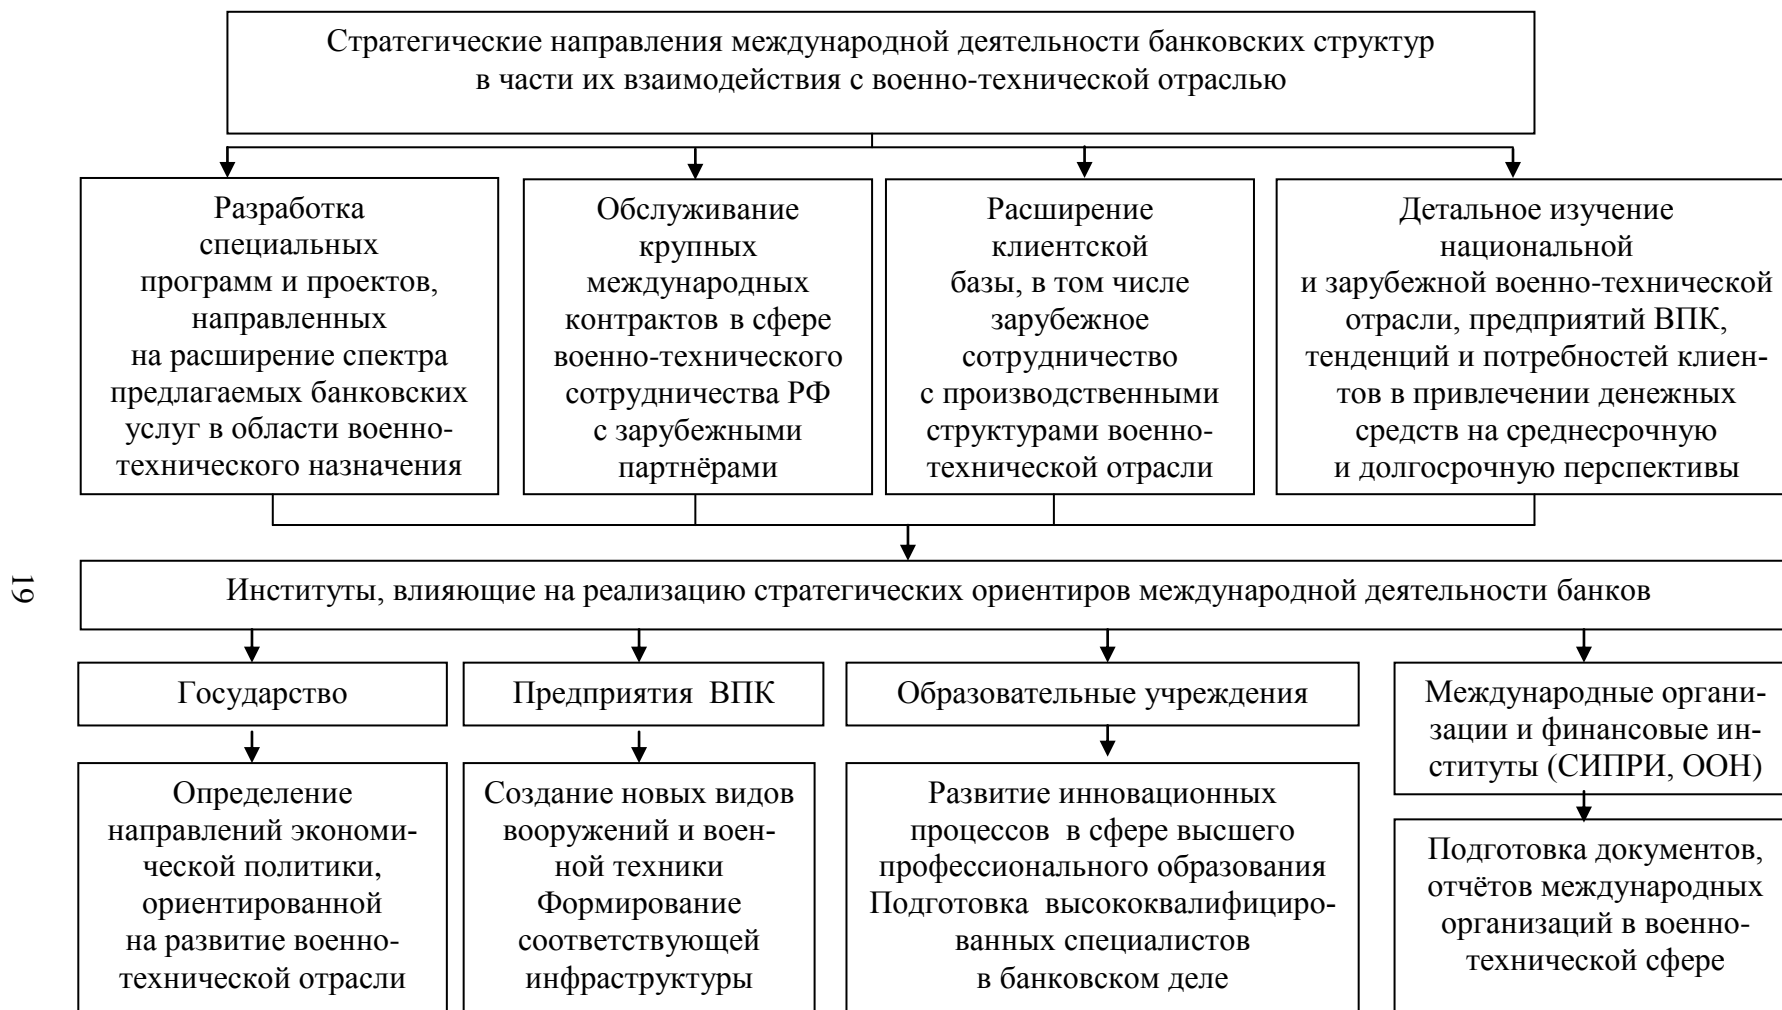 Стратегические направления международной деятельности банковских структур
в части их взаимодействия с военно-технической отраслью
Разработка
специальных
программ и проектов,
направленных
на расширение спектра
предлагаемых банковских
услуг в области военно-
технического назначения
Обслуживание
крупных
международных
контрактов в сфере
военно-технического
сотрудничества РФ
с зарубежными
партнёрами
Расширение
клиентской
базы, в том числе
зарубежное
сотрудничество
с производственными
структурами военно-
технической отрасли
Детальное изучение
национальной
и зарубежной военно-технической
отрасли, предприятий ВПК,
тенденций и потребностей клиен-
тов в привлечении денежных
средств на среднесрочную
и долгосрочную перспективы
19
Институты, влияющие на реализацию стратегических ориентиров международной деятельности банков
Государство
Предприятия ВПК
Образовательные учреждения
Международные органи-
зации и финансовые ин-
ституты (СИПРИ, ООН)
Определение
направлений экономи-
ческой политики,
ориентированной
на развитие военно-
технической отрасли
Создание новых видов
вооружений и воен-
ной техники
Формирование
соответствующей
инфраструктуры
Развитие инновационных
процессов в сфере высшего
профессионального образования
Подготовка высококвалифициро-
ванных специалистов
в банковском деле
Подготовка документов,
отчётов международных
организаций в военно-
технической сфере